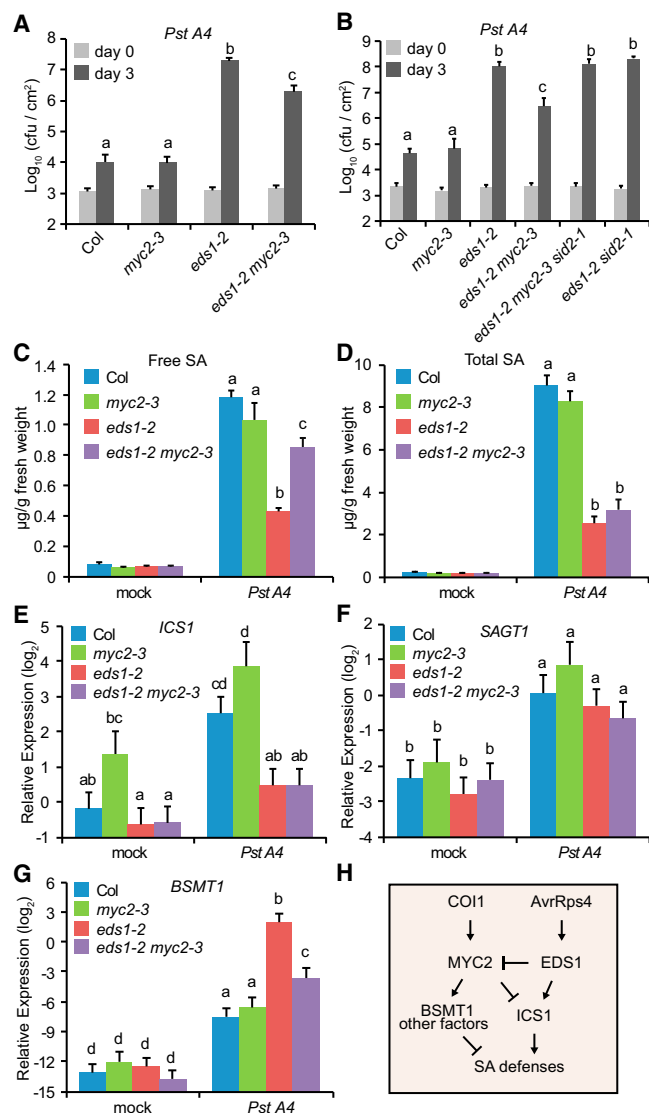 A
Pst A4
day 0
day 3
Log10 (cfu / cm2)
8
7
6
5
4
3
2
a
a
b
c
Col
myc2-3
eds1-2
eds1-2 myc2-3
B
Pst A4
day 0
day 3
Log10 (cfu / cm2)
9
8
7
6
5
4
3
2
a
a
b
c
b
b
Col
myc2-3
eds1-2
eds1-2 myc2-3
eds1-2 myc2-3 sid2-1
eds1-2 sid2-1
C
Free SA
Col
myc2-3
eds1-2
eds1-2 myc2-3
µg/g fresh weight
1.4
1.2
1.0
0.8
0.6
0.4
0.2
0
a
a
b
c
mock
Pst A4
D
Total SA
Col
myc2-3
eds1-2
eds1-2 myc2-3
µg/g fresh weight
10
8
6
4
2
0
a
a
b
b
mock
Pst A4
E
ICS1
Col
myc2-3
eds1-2
eds1-2 myc2-3
Relative Expression (log2)
5
4
3
2
1
0
-1
ab
bc
a
a
cd
d
ab
ab
mock
Pst A4
F
SAGT1
Col
myc2-3
eds1-2
eds1-2 myc2-3
Relative Expression (log2)
2
1
0
-1
-2
-3
-4
b
b
b
b
a
a
a
a
mock
Pst A4
G
BSMT1
Col
myc2-3
eds1-2
eds1-2 myc2-3
Relative Expression (log2)
6
3
0
-3
-6
-9
-12
-15
d
d
d
d
a
a
b
c
mock
Pst A4
H
COI1
AvrRps4
MYC2
EDS1
BSMT1
other factors
ICS1
SA defenses